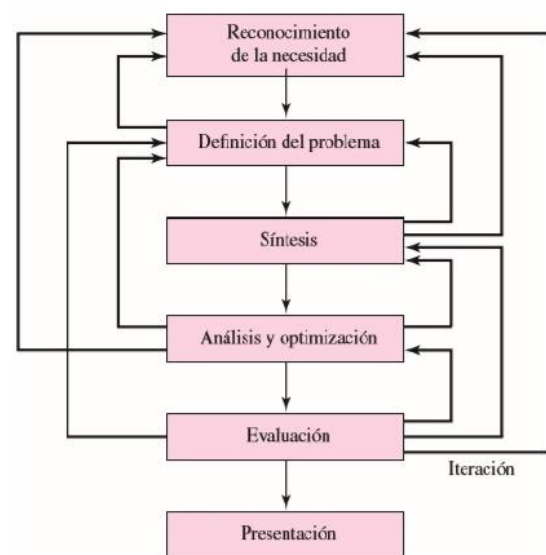 Reconocimiento
de la necesidad
Definición del problema
Síntesis
Análisis y optimización
Evaluación
Iteración
Presentación